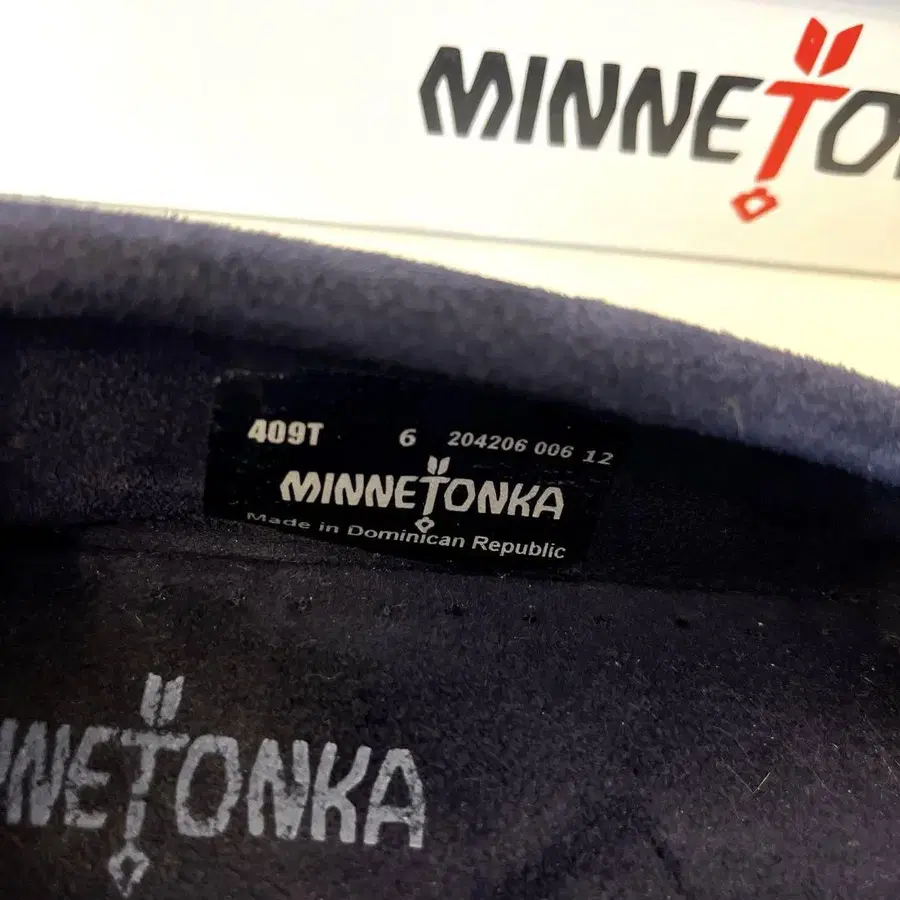 MINNETO
409T 6 204206 006 12
MINNETONKA
Made in Dominican Republic
NNETONKA